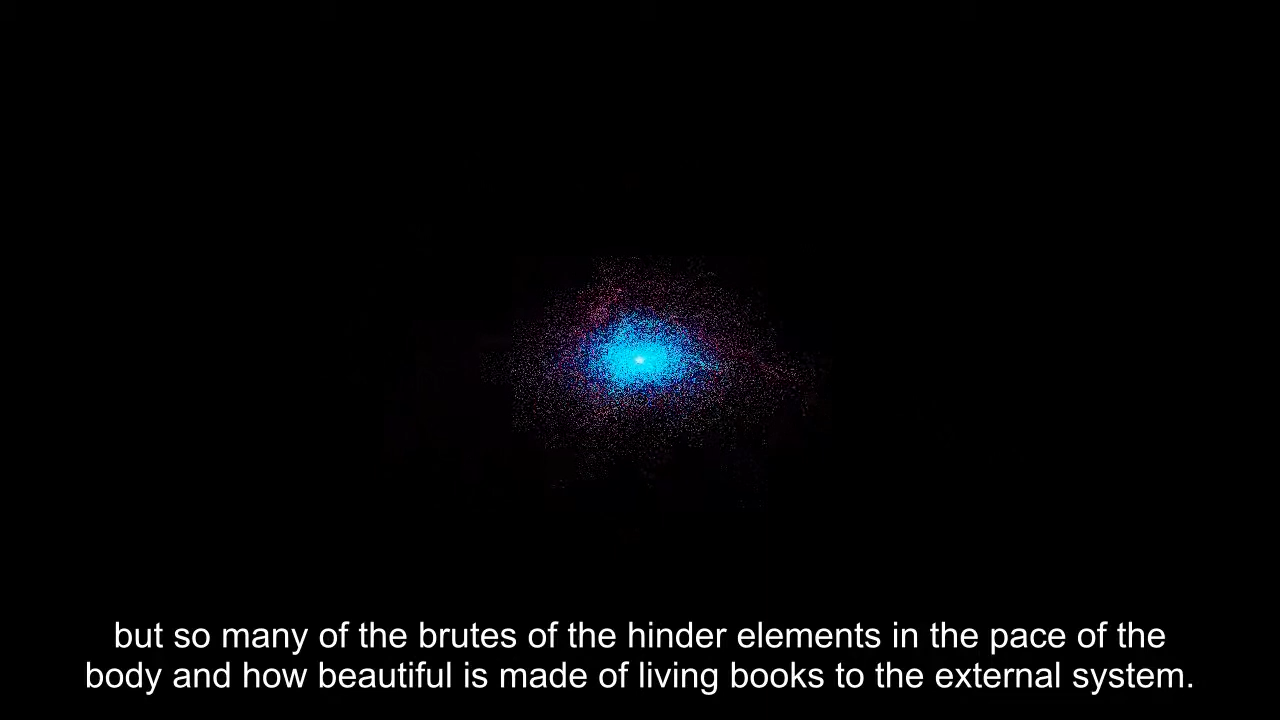 but so many of the brutes of the hinder elements in the pace of the
body and how beautiful is made of living books to the external system.